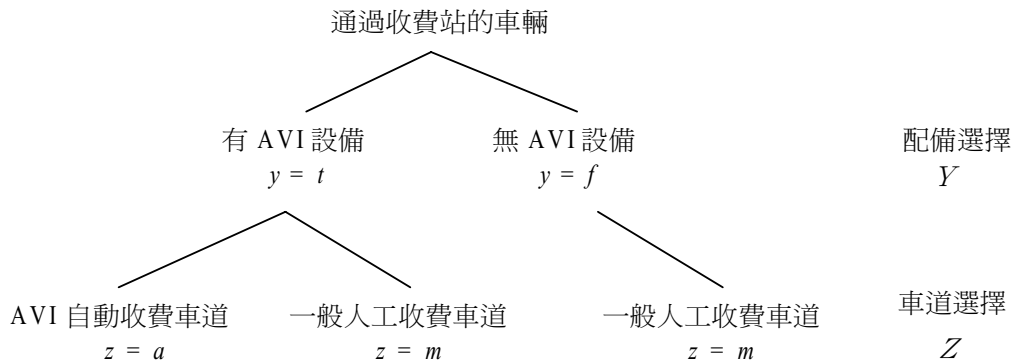 通過收費站的車輛
有 AVI 設備 無 AVI 設備 配備選擇
y = t y = f Y
AVI 自動收費車道 一般人工收費車道 一般人工收費車道 車道選擇
z = a z = m z = m Z